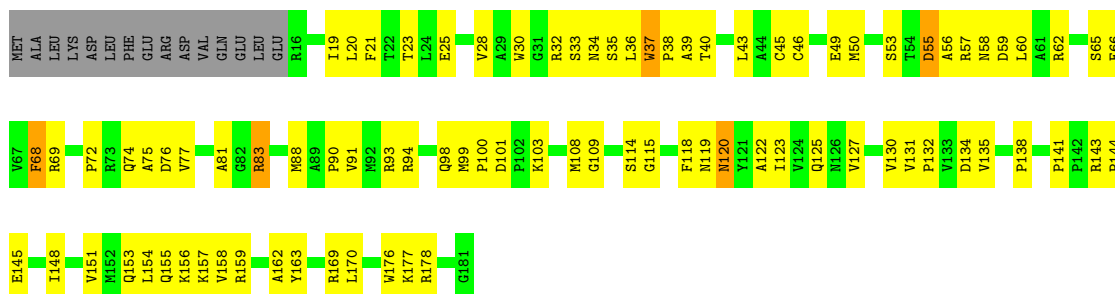 MET ALA LEU LYS ASP LEU PHE GLU ARG ASP VAL GLN GLU LEU GLU R16 I19 L20 F21 T22 T23 L24 E25 V28 A29 W30 G31 R32 S33 N34 S35 L36 W37 P38 A39 T40 L43 A44 C45 C46 E49 M50 S53 T54 D55 A56 R57 N58 D59 L60 A61 R62 S65
V67 F68 R69 P72 R73 Q74 A75 D76 V77 A81 G82 R83 M88 A89 P90 V91 M92 R93 R94 Q98 M99 P100 D101 P102 K103 M108 G109 S114 G115 F118 N119 N120 Y121 A122 I123 V124 Q125 N126 V127 V130 V131 P132 V133 D134 V135 P138 P141 P142 R143
E145 I148 V151 M152 Q153 L154 Q155 K156 K157 V158 R159 A162 Y163 R169 L170 W176 K177 R178 G181